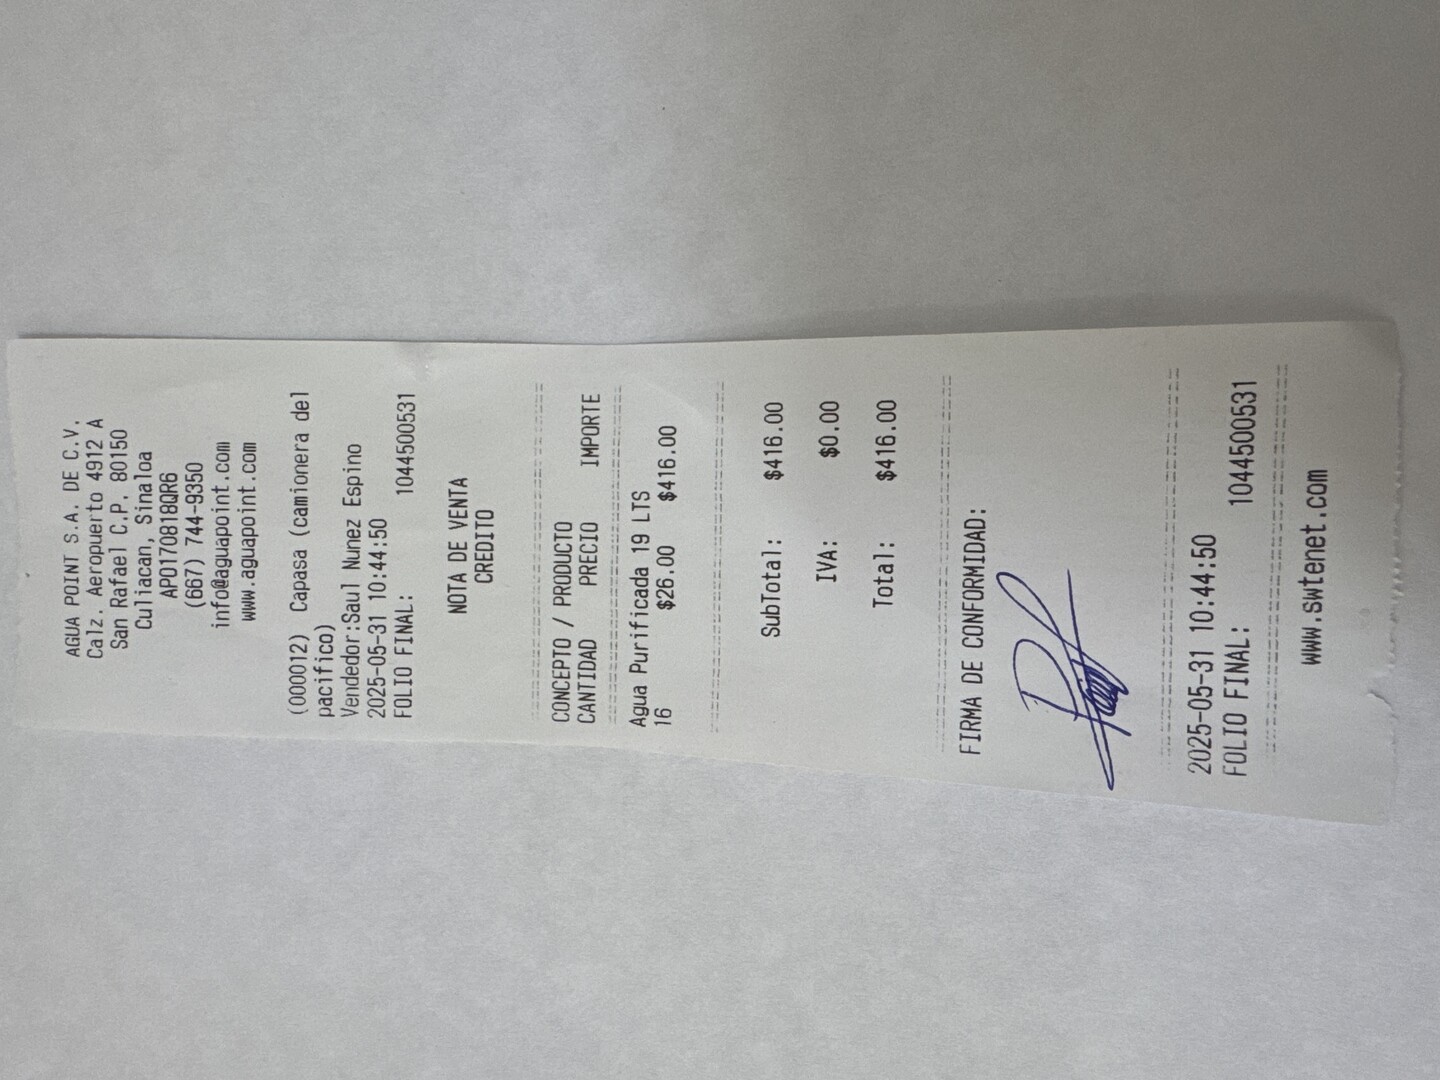 AGUA POINT S.A. DE C.V.
Calz. Aeropuerto 4912 A
San Rafael C.P. 80150
Culiacan, Sinaloa
APO170818QR6
(667) 744-9350
info@aguapoint.com
www.aguapoint.com
(000012) Capasa (camionera del
pacifico)
Vendedor:Saul Nunez Espino
2025-05-31 10:44:50
FOLIO FINAL: 1044500531
NOTA DE VENTA
CREDITO
CONCEPTO / PRODUCTO
CANTIDAD PRECIO IMPORTE
Agua Purificada 19 LTS
16 $26.00 $416.00
SubTotal: $416.00
IVA: $0.00
Total: $416.00
FIRMA DE CONFORMIDAD:
2025-05-31 10:44:50
FOLIO FINAL: 1044500531
www.swtenet.com